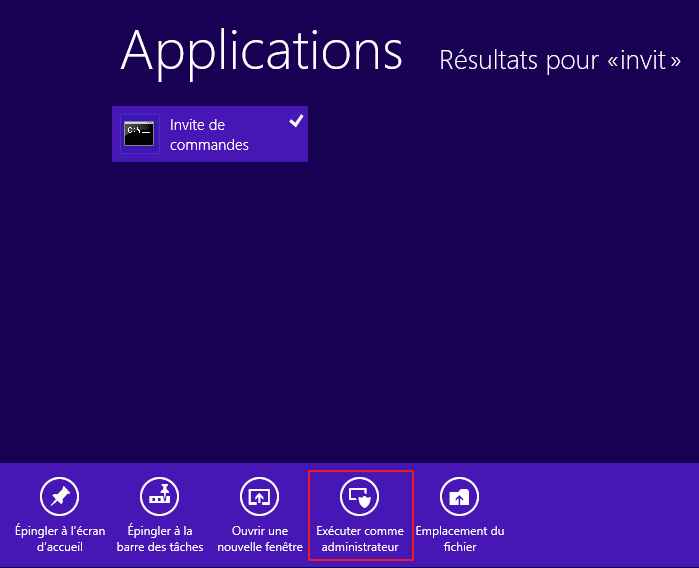 Applications Résultats pour «invit»
C:\_
Invite de
commandes
Épingler à l'écran
d'accueil
Épingler à la
barre des tâches
Ouvrir une
nouvelle fenêtre
Exécuter comme
administrateur
Emplacement du
fichier